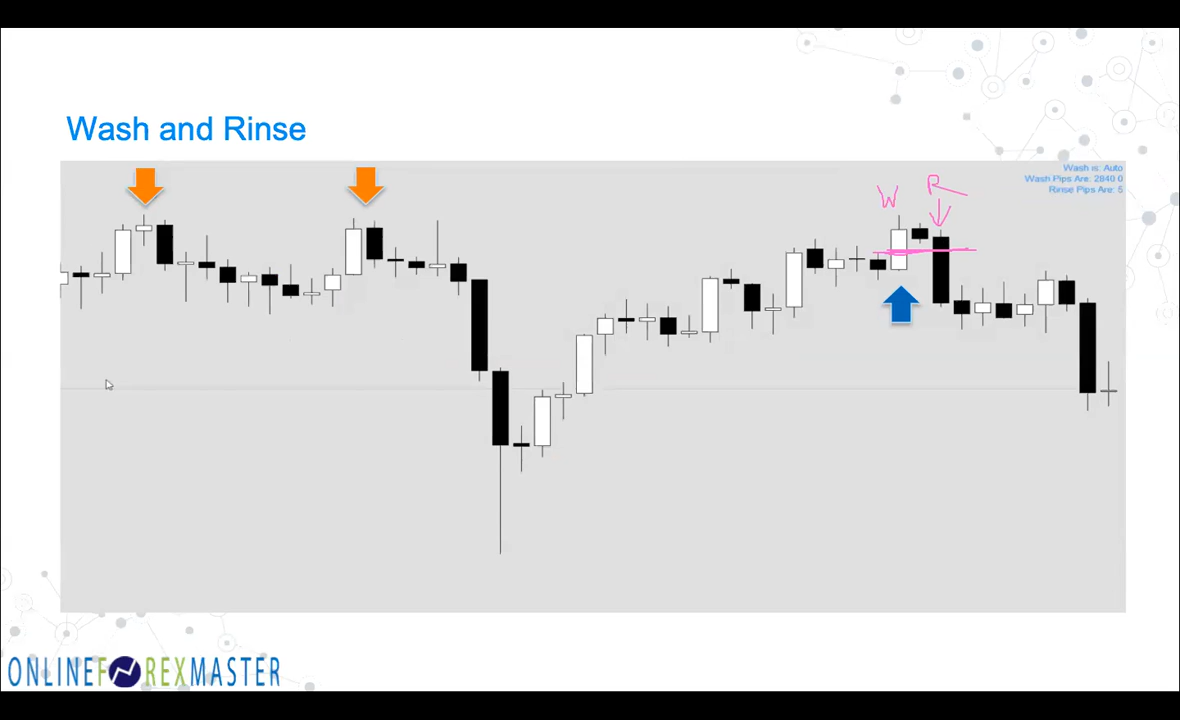 Wash and Rinse
Wash is: Auto
Wash Pips Are: 2840 0
Rinse Pips Are: 5
W R
ONLINEFOREXMASTER